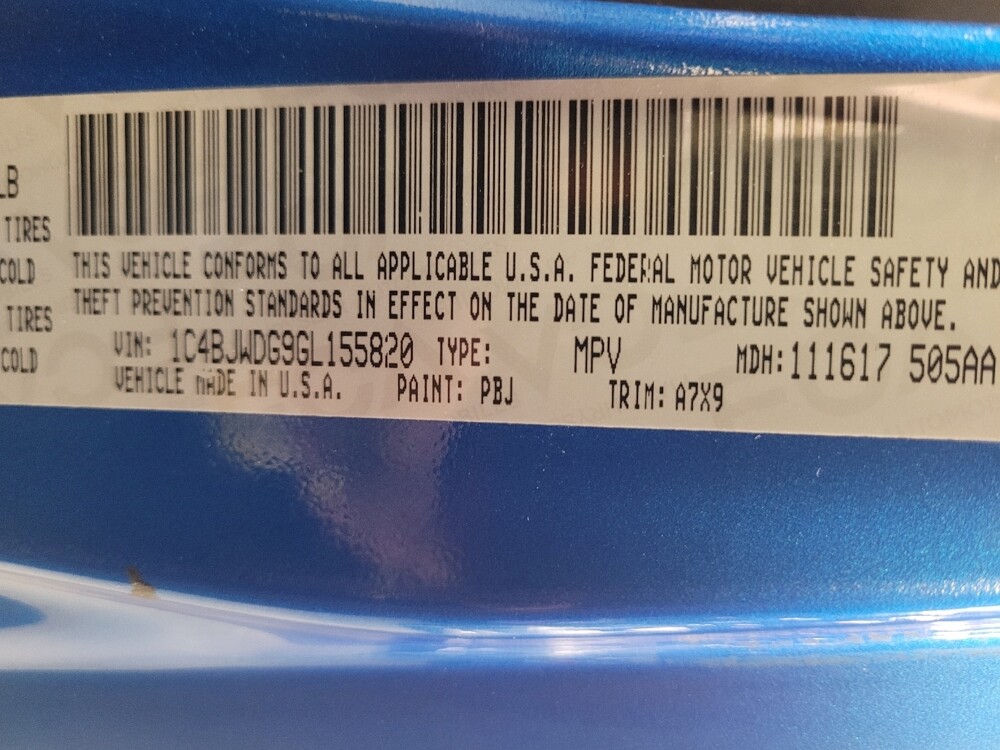 LB
TIRES
COLD
TIRES
COLD
THIS VEHICLE CONFORMS TO ALL APPLICABLE U.S.A. FEDERAL MOTOR VEHICLE SAFETY AND
THEFT PREVENTION STANDARDS IN EFFECT ON THE DATE OF MANUFACTURE SHOWN ABOVE.
VIN: 1C4BJWDG9GL155820 TYPE: MPV MDH: 111617 505AA
VEHICLE MADE IN U.S.A. PAINT: PBJ TRIM: A7X9